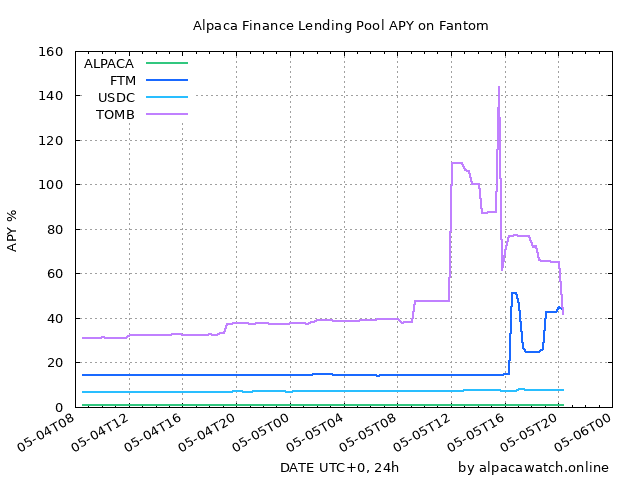 Alpaca Finance Lending Pool APY on Fantom
160
140
120
100
80
60
40
20
0
APY %
ALPACA
FTM
USDC
TOMB
05-04T08
05-04T12
05-04T16
05-04T20
05-05T00
05-05T04
05-05T08
05-05T12
05-05T16
05-05T20
05-06T00
DATE UTC+0, 24h
by alpacawatch.online